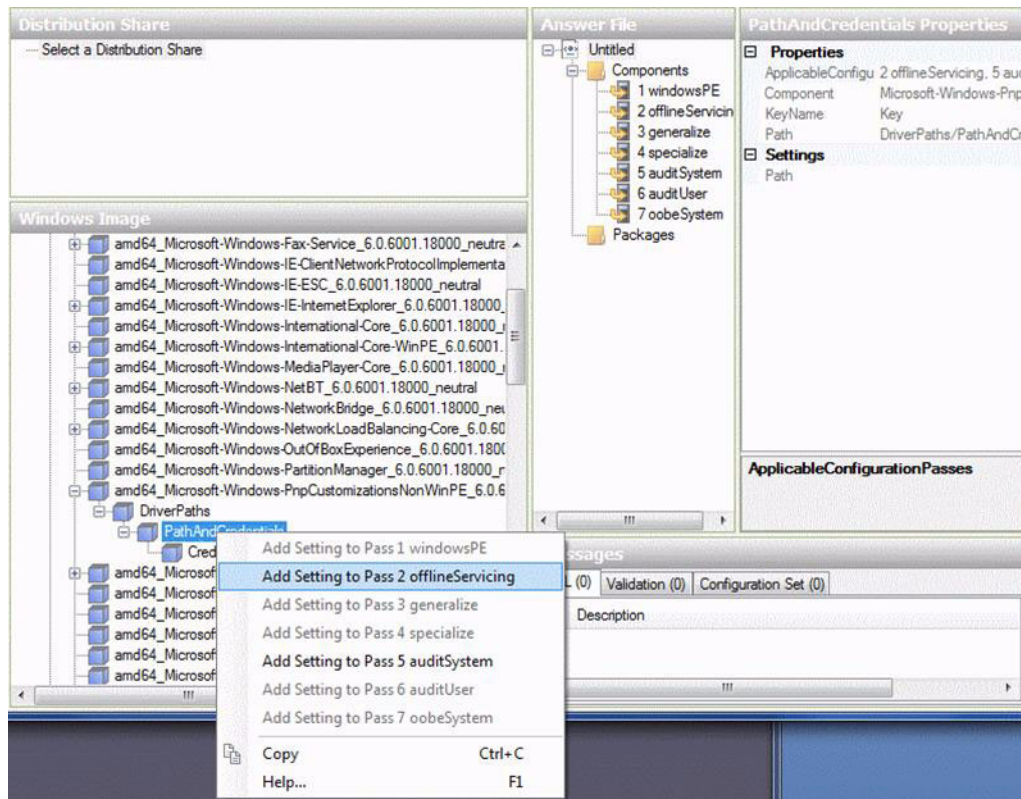 Distribution Share
Select a Distribution Share
Windows Image
amd64_Microsoft-Windows-Fax-Service_6.0.6001.18000_neutra
amd64_Microsoft-Windows-IE-ClientNetworkProtocolImplementa
amd64_Microsoft-Windows-IE-ESC_6.0.6001.18000_neutral
amd64_Microsoft-Windows-IE-InternetExplorer_6.0.6001.18000_
amd64_Microsoft-Windows-International-Core_6.0.6001.18000_
amd64_Microsoft-Windows-International-Core-WinPE_6.0.6001.
amd64_Microsoft-Windows-MediaPlayer-Core_6.0.6001.18000_
amd64_Microsoft-Windows-NetBT_6.0.6001.18000_neutral
amd64_Microsoft-Windows-NetworkBridge_6.0.6001.18000_neu
amd64_Microsoft-Windows-NetworkLoadBalancing-Core_6.0.60
amd64_Microsoft-Windows-OutOfBoxExperience_6.0.6001.1800
amd64_Microsoft-Windows-PartitionManager_6.0.6001.18000_r
amd64_Microsoft-Windows-PnpCustomizationsNonWinPE_6.0.6
DriverPaths
PathAndCredentials
Cred
amd64_Microsof
amd64_Microsof
amd64_Microsof
amd64_Microsof
amd64_Microsof
amd64_Microsof
Add Setting to Pass 1 windowsPE
Add Setting to Pass 2 offlineServicing
Add Setting to Pass 3 generalize
Add Setting to Pass 4 specialize
Add Setting to Pass 5 auditSystem
Add Setting to Pass 6 auditUser
Add Setting to Pass 7 oobeSystem
Copy Ctrl+C
Help... F1
Answer File
Untitled
Components
1 windowsPE
2 offlineServicin
3 generalize
4 specialize
5 auditSystem
6 auditUser
7 oobeSystem
Packages
PathAndCredentials Properties
Properties
ApplicableConfigu 2 offlineServicing, 5 aud
Component Microsoft-Windows-Pnp
KeyName Key
Path DriverPaths/PathAndCr
Settings
Path
ApplicableConfigurationPasses
ssages
L (0) Validation (0) Configuration Set (0)
Description